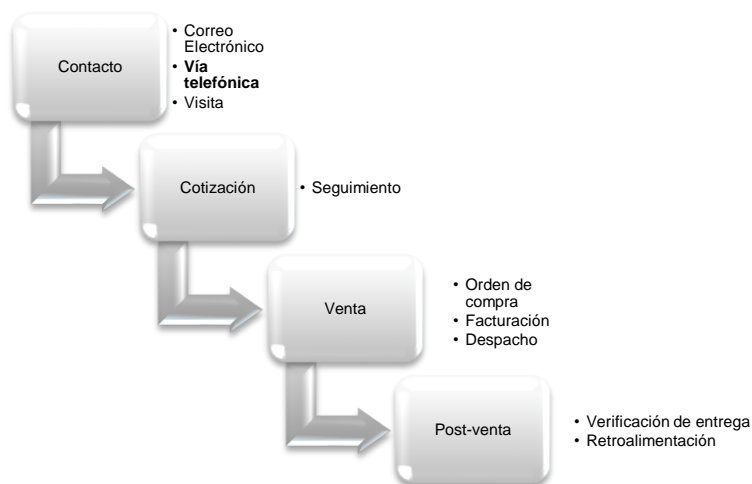 Contacto
• Correo
Electrónico
• Vía
telefónica
• Visita
Cotización
• Seguimiento
Venta
• Orden de
compra
• Facturación
• Despacho
Post-venta
• Verificación de entrega
• Retroalimentación